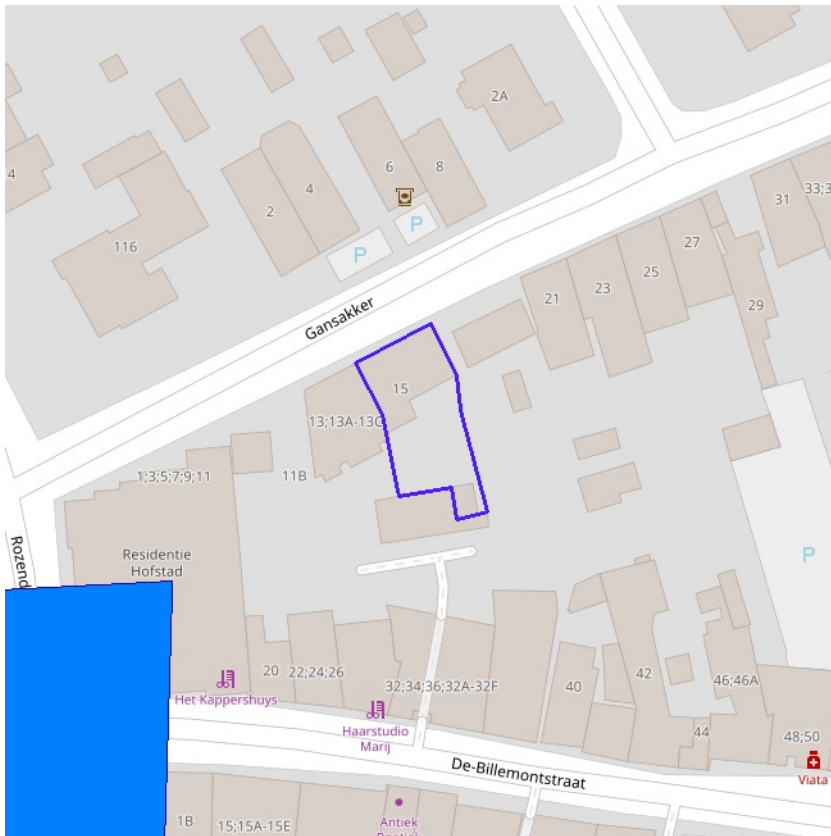 2A
4
6
8
4
2
31
33;3
27
116
25
21
23
29
Gansakker
15
13;13A-13C
1;3;5;7;9;11
11B
Rozend
Residentie
Hofstad
P
P
P
20
22;24;26
42
40
46;46A
32;34;36;32A-32F
Het Kappershuys
Haarstudio
Marij
44
48;50
De-Billemontstraat
Viata
1B
15;15A-15E
Antiek